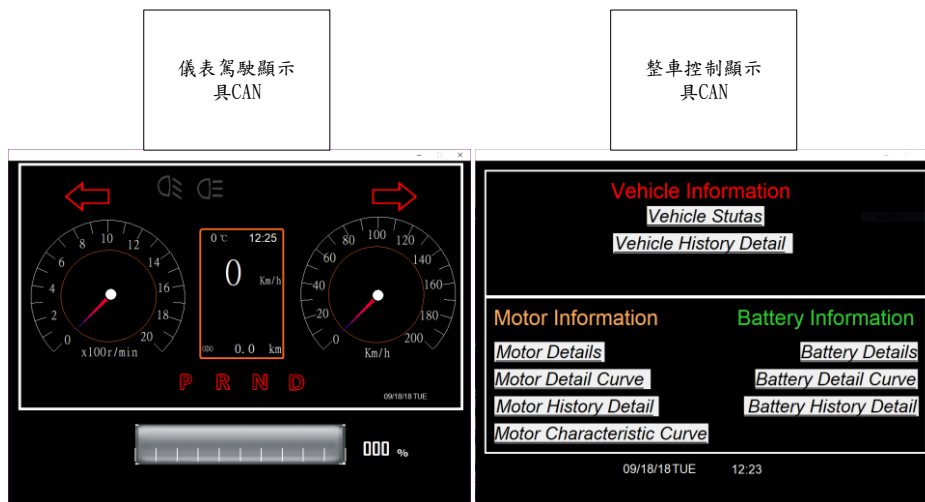 儀表駕駛顯示
具CAN
整車控制顯示
具CAN
0 ℃ 12:25
0 Km/h
ODO 0.0 km
0 2 4 6 8 10 12 14 16 18 20
x100r/min
0 20 40 60 80 100 120 140 160 180 200
Km/h
P R N D
09/18/18 TUE
000 %
Vehicle Information
Vehicle Stutas
Vehicle History Detail
Motor Information
Motor Details
Motor Detail Curve
Motor History Detail
Motor Characteristic Curve
Battery Information
Battery Details
Battery Detail Curve
Battery History Detail
09/18/18 TUE 12:23